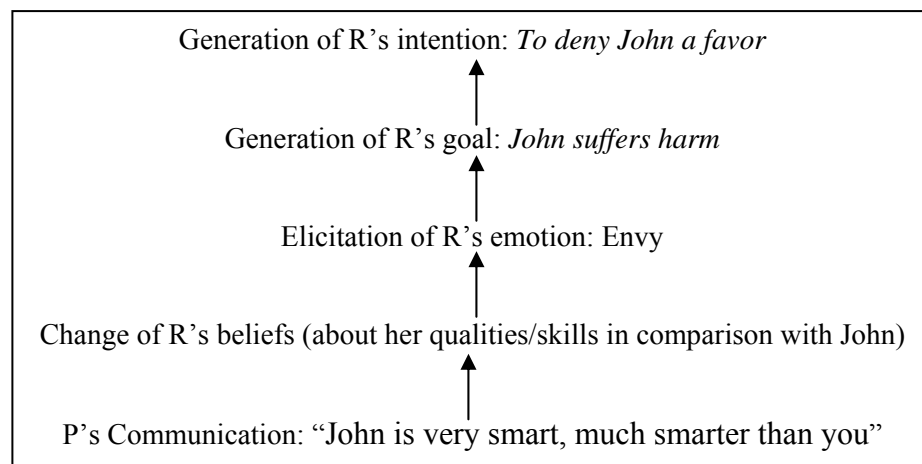 Generation of R’s intention: To deny John a favor
Generation of R’s goal: John suffers harm
Elicitation of R’s emotion: Envy
Change of R’s beliefs (about her qualities/skills in comparison with John)
P’s Communication: “John is very smart, much smarter than you”